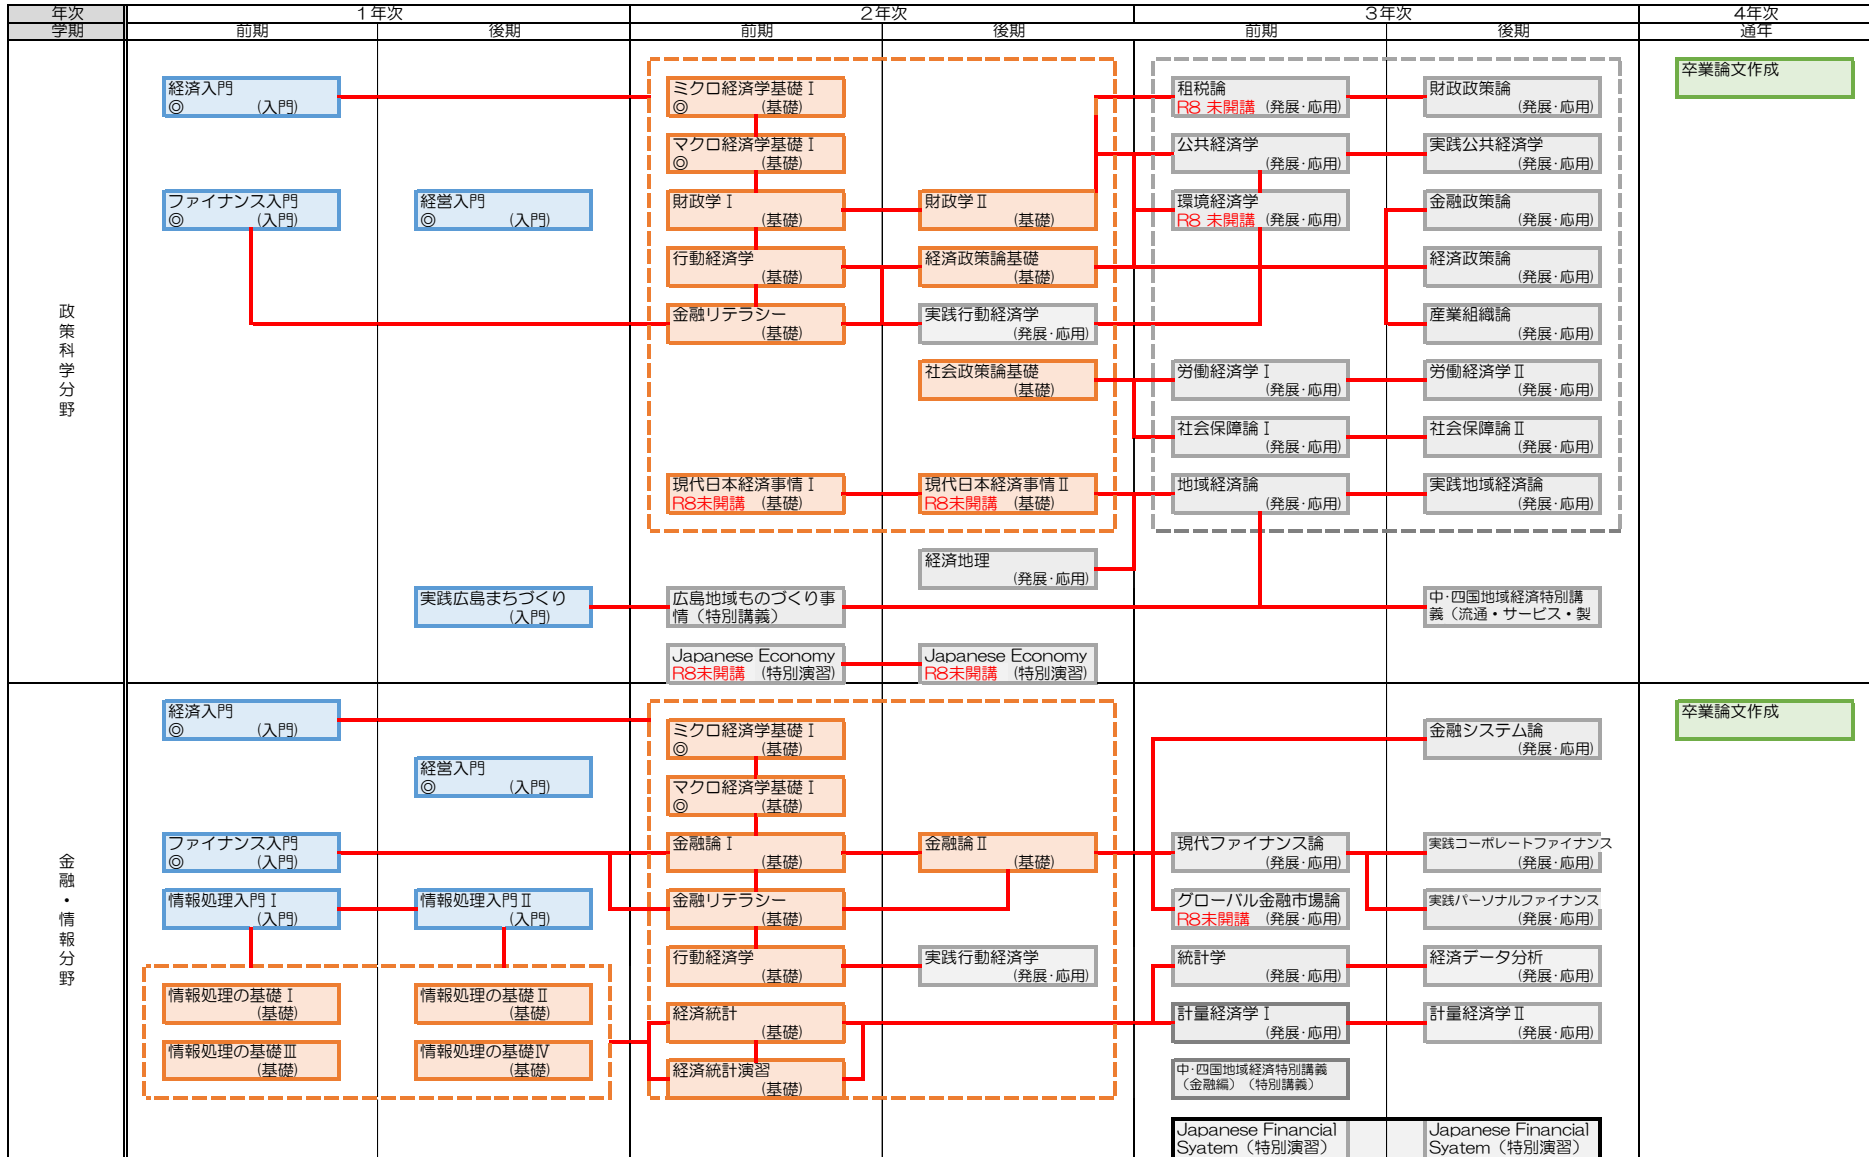 年次 1年次 2年次 3年次 4年次
学期 前期 後期 前期 後期 前期 後期 通年
政策科学分野
経済入門 ミクロ経済学基礎Ⅰ 租税論 財政政策論 卒業論文作成
◎ (入門) ◎ (基礎) R8 未開講 (発展・応用) (発展・応用)
マクロ経済学基礎Ⅰ 公共経済学 実践公共経済学
◎ (基礎) (発展・応用) (発展・応用)
ファイナンス入門 経営入門 財政学Ⅰ 財政学Ⅱ 環境経済学 金融政策論
◎ (入門) ◎ (入門) (基礎) (基礎) R8 未開講 (発展・応用) (発展・応用)
行動経済学 経済政策論基礎 経済政策論
(基礎) (基礎) (発展・応用)
金融リテラシー 実践行動経済学 産業組織論
(基礎) (発展・応用) (発展・応用)
社会政策論基礎 労働経済学Ⅰ 労働経済学Ⅱ
(基礎) (発展・応用) (発展・応用)
社会保障論Ⅰ 社会保障論Ⅱ
(発展・応用) (発展・応用)
現代日本経済事情Ⅰ 現代日本経済事情Ⅱ 地域経済論 実践地域経済論
R8未開講 (基礎) R8未開講 (基礎) (発展・応用) (発展・応用)
経済地理
(発展・応用)
実践広島まちづくり 広島地域ものづくり事 中・四国地域経済特別講
(入門) 情（特別講義） 義（流通・サービス・製
Japanese Economy Japanese Economy
R8未開講 (特別演習) R8未開講 (特別演習)
金融・情報分野
経済入門 ミクロ経済学基礎Ⅰ 金融システム論 卒業論文作成
◎ (入門) ◎ (基礎) (発展・応用)
経営入門 マクロ経済学基礎Ⅰ
◎ (入門) ◎ (基礎)
ファイナンス入門 金融論Ⅰ 金融論Ⅱ 現代ファイナンス論 実践コーポレートファイナンス
◎ (入門) (基礎) (基礎) (発展・応用) (発展・応用)
情報処理入門Ⅰ 情報処理入門Ⅱ 金融リテラシー グローバル金融市場論 実践パーソナルファイナンス
(入門) (入門) (基礎) R8未開講 (発展・応用) (発展・応用)
行動経済学 実践行動経済学 統計学 経済データ分析
(基礎) (発展・応用) (発展・応用) (発展・応用)
情報処理の基礎Ⅰ 情報処理の基礎Ⅱ 経済統計 計量経済学Ⅰ 計量経済学Ⅱ
(基礎) (基礎) (基礎) (発展・応用) (発展・応用)
情報処理の基礎Ⅲ 情報処理の基礎Ⅳ 経済統計演習 中・四国地域経済特別講義
(基礎) (基礎) (基礎) （金融編）（特別講義）
Japanese Financial Japanese Financial
Syatem（特別演習） Syatem（特別演習）